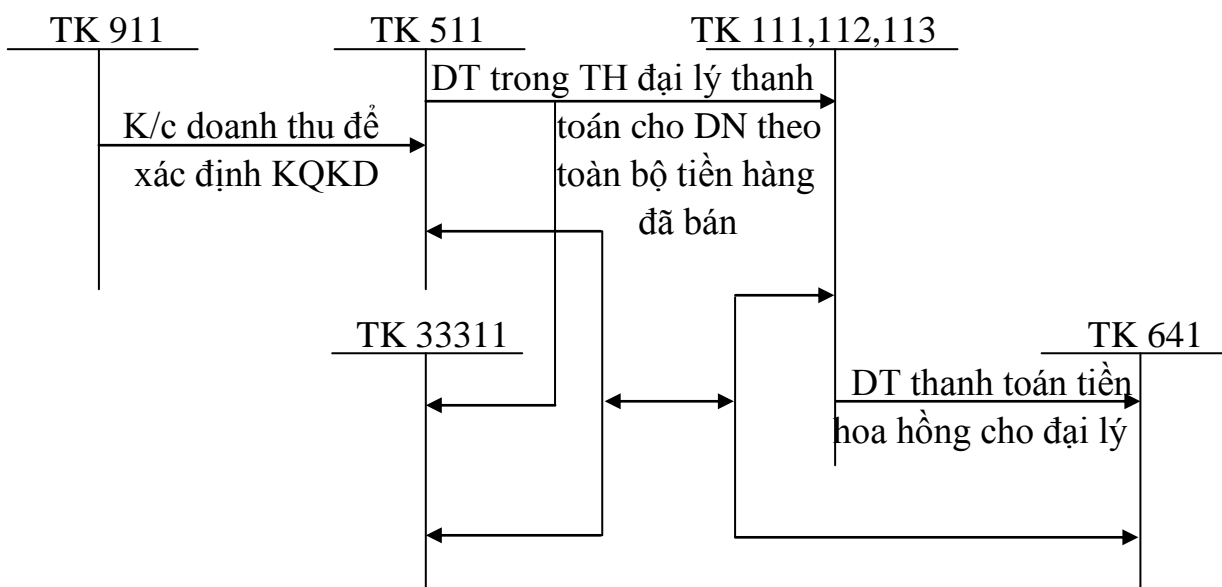 TK 911
TK 511
TK 111,112,113
DT trong TH đại lý thanh
toán cho DN theo
toàn bộ tiền hàng
đã bán
K/c doanh thu để
xác định KQKD
TK 33311
TK 641
DT thanh toán tiền
hoa hồng cho đại lý